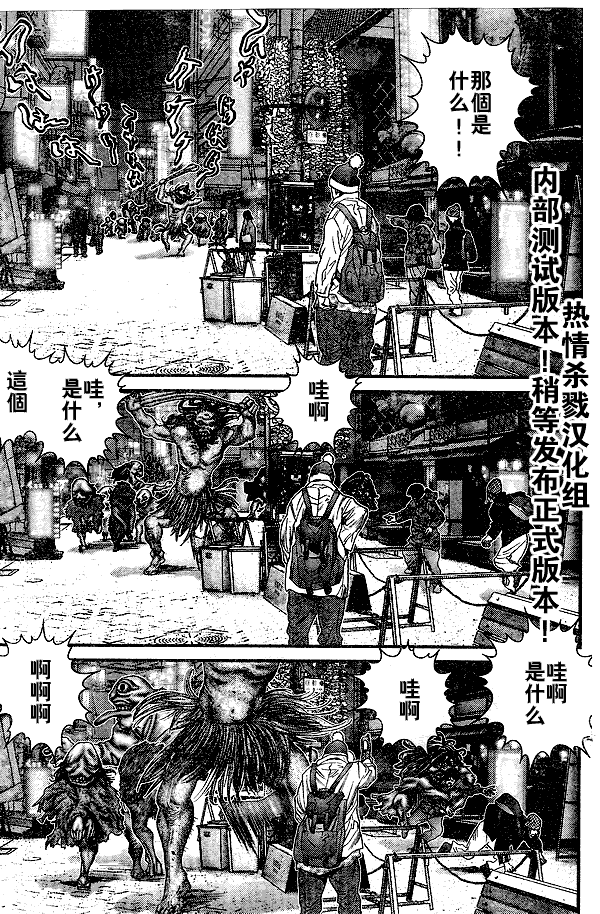 那個是
什么！！
热情杀戮汉化组
内部测试版本！稍等发布正式版本！
哇啊
哇，
是什么
這個
哇啊
是什么
哇啊
啊啊啊